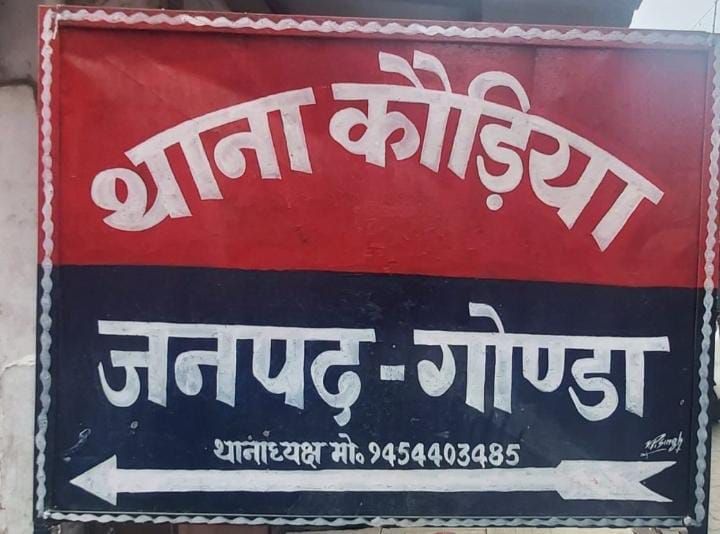 थाना कौड़िया
जनपद-गोण्डा
थानाध्यक्ष मो॰ 9454403485